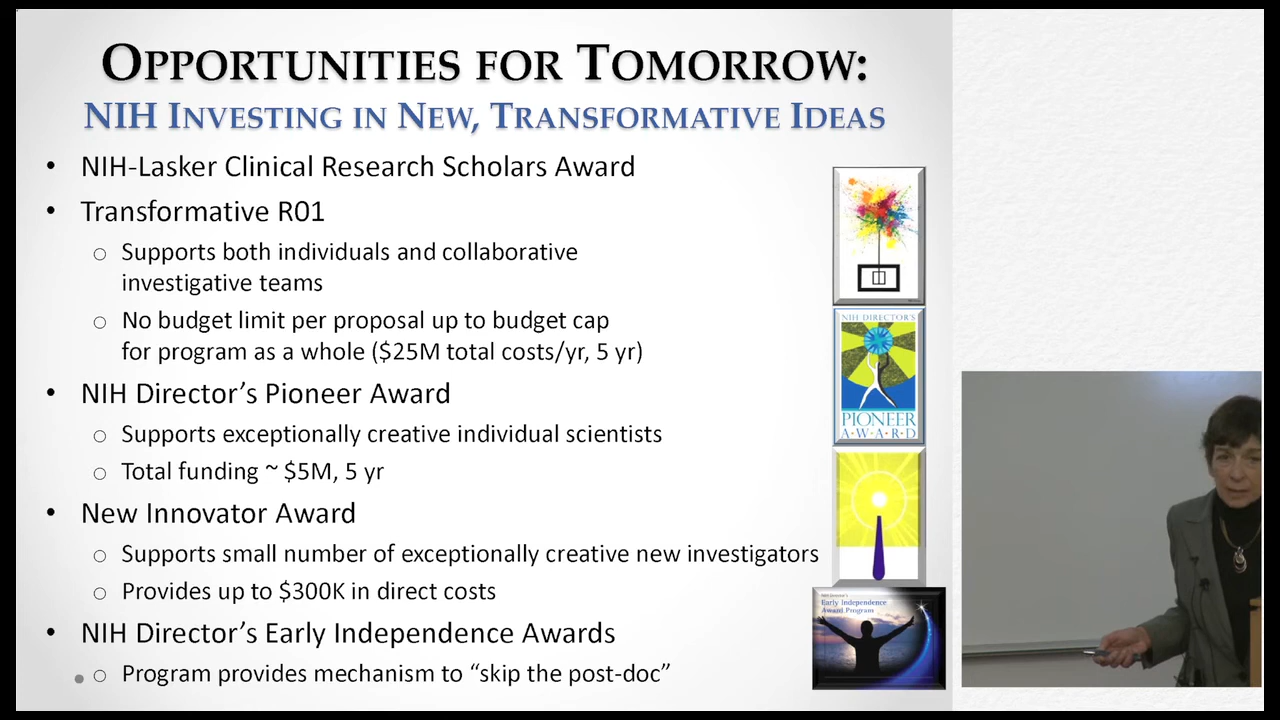 OPPORTUNITIES FOR TOMORROW:
NIH INVESTING IN NEW, TRANSFORMATIVE IDEAS
• NIH-Lasker Clinical Research Scholars Award
• Transformative R01
○ Supports both individuals and collaborative
investigative teams
○ No budget limit per proposal up to budget cap
for program as a whole ($25M total costs/yr, 5 yr)
• NIH Director’s Pioneer Award
○ Supports exceptionally creative individual scientists
○ Total funding ~ $5M, 5 yr
• New Innovator Award
○ Supports small number of exceptionally creative new investigators
○ Provides up to $300K in direct costs
• NIH Director’s Early Independence Awards
○ Program provides mechanism to “skip the post-doc”
NIH DIRECTOR'S
PIONEER
A·W·A·R·D
NIH Director's
Early Independence
Award Program